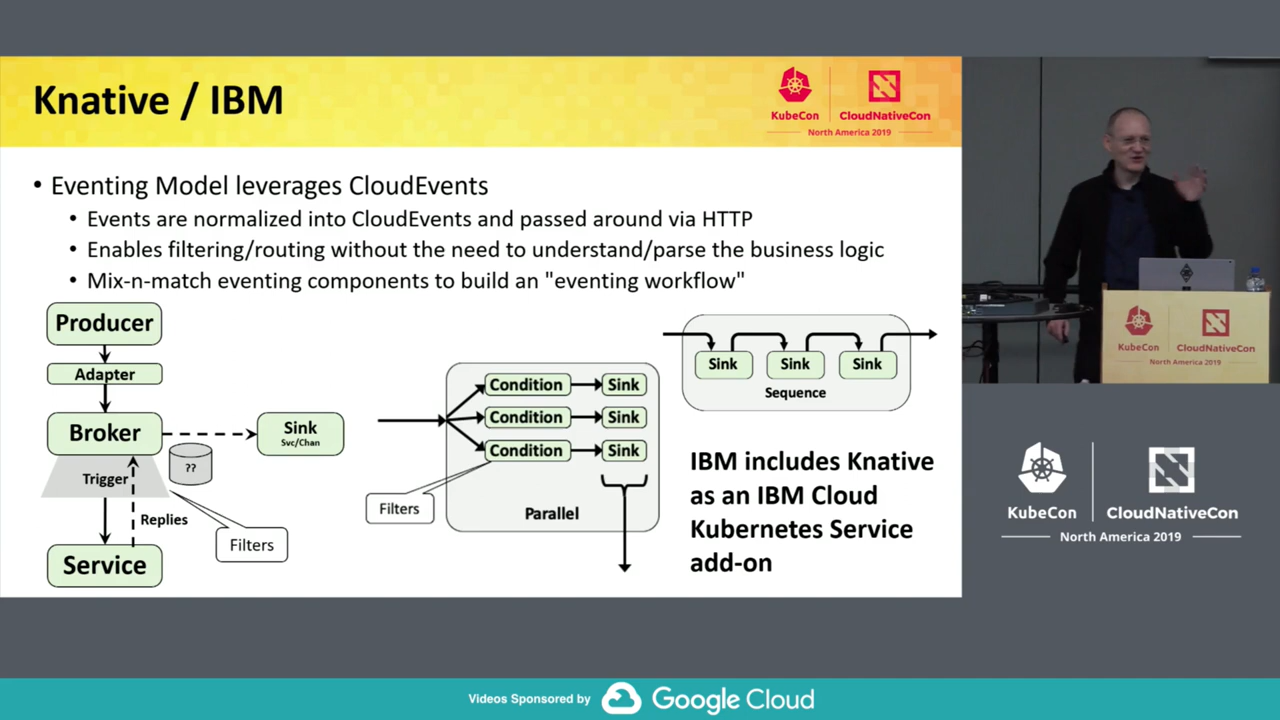 Knative / IBM
KubeCon
CloudNativeCon
North America 2019
• Eventing Model leverages CloudEvents
• Events are normalized into CloudEvents and passed around via HTTP
• Enables filtering/routing without the need to understand/parse the business logic
• Mix-n-match eventing components to build an "eventing workflow"
Producer
Adapter
Broker
Sink
Svc/Chan
??
Trigger
Replies
Filters
Service
Condition
Sink
Condition
Sink
Condition
Sink
Filters
Parallel
Sink
Sink
Sink
Sequence
IBM includes Knative
as an IBM Cloud
Kubernetes Service
add-on
KubeCon
CloudNativeCon
North America 2019
KubeCon
CloudNativeCon
North America 2019
Videos Sponsored by
Google Cloud